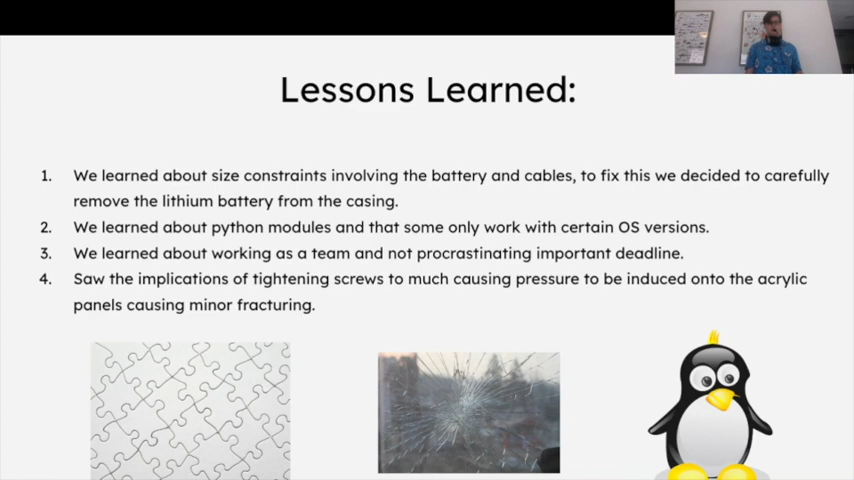 Lessons Learned:
1. We learned about size constraints involving the battery and cables, to fix this we decided to carefully
remove the lithium battery from the casing.
2. We learned about python modules and that some only work with certain OS versions.
3. We learned about working as a team and not procrastinating important deadline.
4. Saw the implications of tightening screws to much causing pressure to be induced onto the acrylic
panels causing minor fracturing.